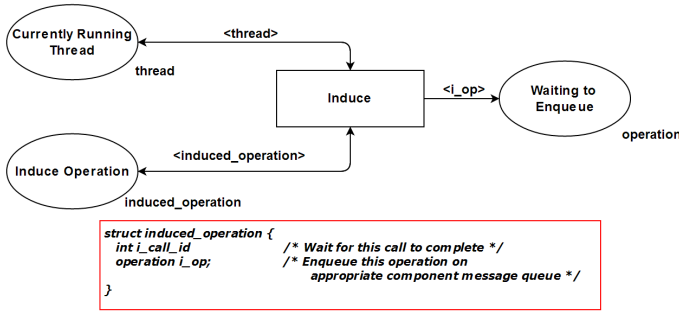 Currently Running
Thread
<thread>
thread
Induce
<i_op>
Waiting to
Enqueue
operation
<induced_operation>
Induce Operation
induced_operation
struct induced_operation {
int i_call_id /* Wait for this call to complete */
operation i_op; /* Enqueue this operation on
appropriate component message queue */
}